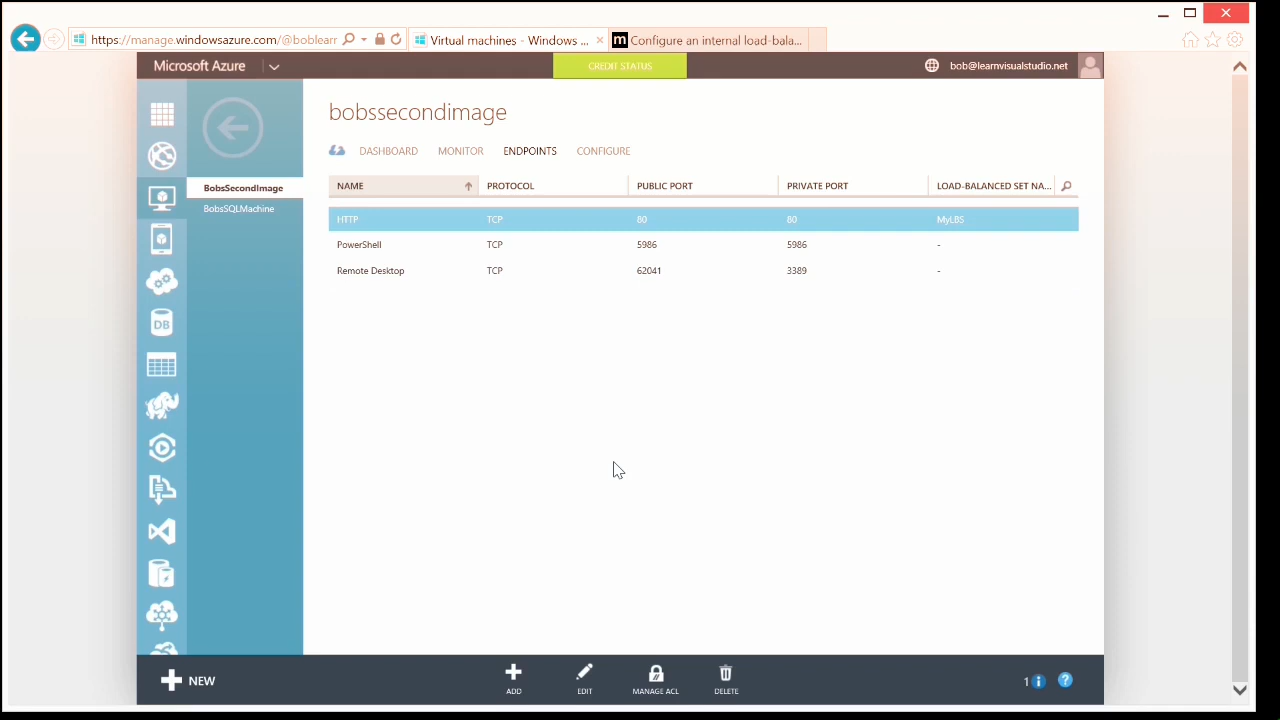 https://manage.windowsazure.com/@boblearr
Virtual machines - Windows ...
m Configure an internal load-bala...
Microsoft Azure
CREDIT STATUS
bob@learnvisualstudio.net
bobssecondimage
DASHBOARD MONITOR ENDPOINTS CONFIGURE
BobsSecondImage
BobsSQLMachine
NAME PROTOCOL PUBLIC PORT PRIVATE PORT LOAD-BALANCED SET NA...
HTTP TCP 80 80 MyLBS
PowerShell TCP 5986 5986 -
Remote Desktop TCP 62041 3389 -
DB
NEW
ADD EDIT MANAGE ACL DELETE
1 i ?